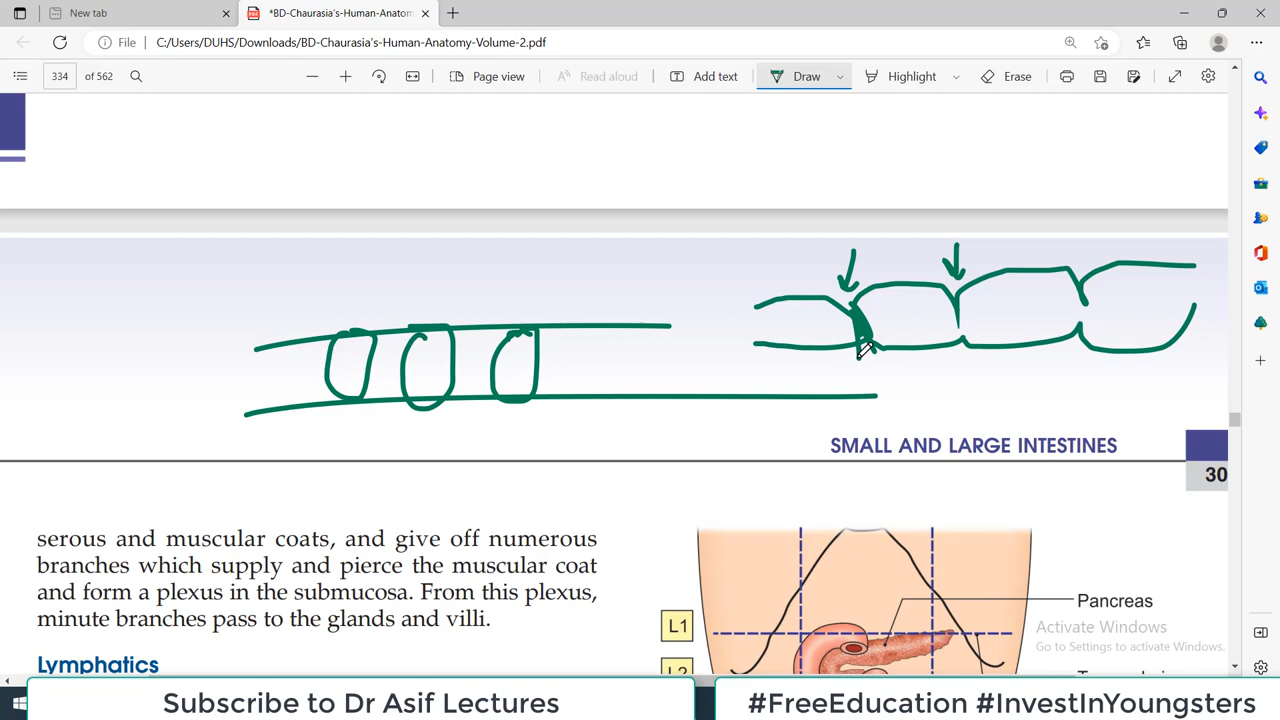 New tab
*BD-Chaurasia's-Human-Anatom
File
C:/Users/DUHS/Downloads/BD-Chaurasia's-Human-Anatomy-Volume-2.pdf
334 of 562
Page view
Read aloud
Add text
Draw
Highlight
Erase
SMALL AND LARGE INTESTINES
30
serous and muscular coats, and give off numerous
branches which supply and pierce the muscular coat
and form a plexus in the submucosa. From this plexus,
minute branches pass to the glands and villi.
Lymphatics
L1
Pancreas
Activate Windows
Go to Settings to activate Windows.
Subscribe to Dr Asif Lectures
#FreeEducation #InvestInYoungsters